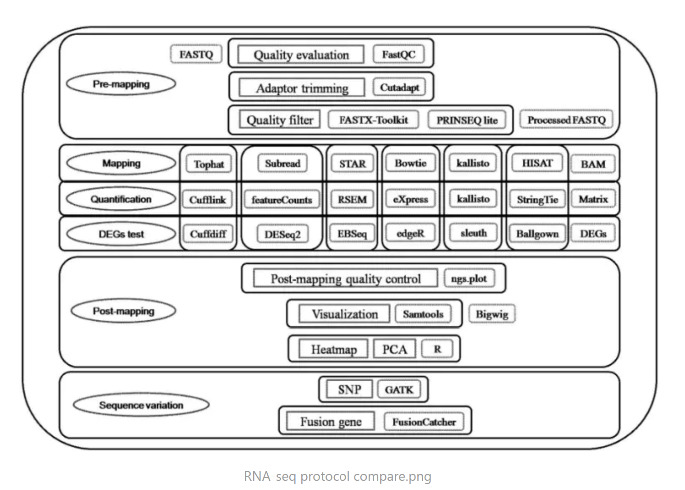 FASTQ Quality evaluation FastQC
Pre-mapping
Adaptor trimming Cutadapt
Quality filter FASTX-Toolkit PRINSEQ lite Processed FASTQ
Mapping Tophat Subread STAR Bowtie kallisto HISAT BAM
Quantification Cufflink featureCounts RSEM eXpress kallisto StringTie Matrix
DEGs test Cuffdiff DESeq2 EBSeq edgeR sleuth Ballgown DEGs
Post-mapping quality control ngs.plot
Post-mapping
Visualization Samtools Bigwig
Heatmap PCA R
SNP GATK
Sequence variation
Fusion gene FusionCatcher
RNA seq protocol compare.png